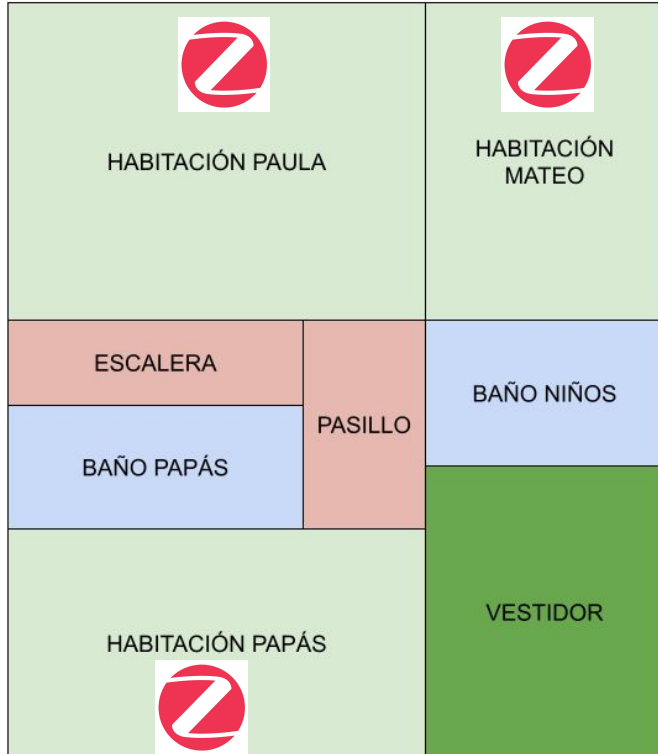 HABITACIÓN PAULA
HABITACIÓN
MATEO
ESCALERA
PASILLO
BAÑO NIÑOS
BAÑO PAPÁS
VESTIDOR
HABITACIÓN PAPÁS